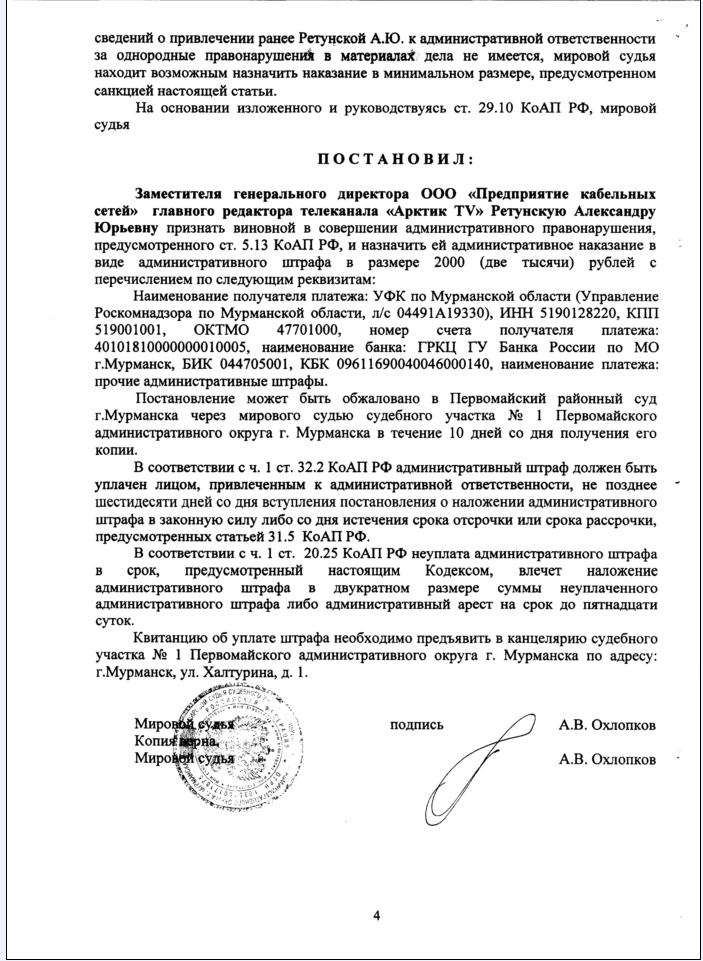 сведений о привлечении ранее Ретунской А.Ю. к административной ответственности
за однородные правонарушения в материалах дела не имеется, мировой судья
находит возможным назначить наказание в минимальном размере, предусмотренном
санкцией настоящей статьи.
На основании изложенного и руководствуясь ст. 29.10 КоАП РФ, мировой
судья
П О С Т А Н О В И Л :
Заместителя генерального директора ООО «Предприятие кабельных
сетей» главного редактора телеканала «Арктик TV» Ретунскую Александру
Юрьевну признать виновной в совершении административного правонарушения,
предусмотренного ст. 5.13 КоАП РФ, и назначить ей административное наказание в
виде административного штрафа в размере 2000 (две тысячи) рублей с
перечислением по следующим реквизитам:
Наименование получателя платежа: УФК по Мурманской области (Управление
Роскомнадзора по Мурманской области, л/с 04491А19330), ИНН 5190128220, КПП
519001001, ОКТМО 47701000, номер счета получателя платежа:
40101810000000010005, наименование банка: ГРКЦ ГУ Банка России по МО
г.Мурманск, БИК 044705001, КБК 09611690040046000140, наименование платежа:
прочие административные штрафы.
Постановление может быть обжаловано в Первомайский районный суд
г.Мурманска через мирового судью судебного участка № 1 Первомайского
административного округа г. Мурманска в течение 10 дней со дня получения его
копии.
В соответствии с ч. 1 ст. 32.2 КоАП РФ административный штраф должен быть
уплачен лицом, привлеченным к административной ответственности, не позднее
шестидесяти дней со дня вступления постановления о наложении административного
штрафа в законную силу либо со дня истечения срока отсрочки или срока рассрочки,
предусмотренных статьей 31.5 КоАП РФ.
В соответствии с ч. 1 ст. 20.25 КоАП РФ неуплата административного штрафа
в срок, предусмотренный настоящим Кодексом, влечет наложение
административного штрафа в двукратном размере суммы неуплаченного
административного штрафа либо административный арест на срок до пятнадцати
суток.
Квитанцию об уплате штрафа необходимо предъявить в канцелярию судебного
участка № 1 Первомайского административного округа г. Мурманска по адресу:
г.Мурманск, ул. Халтурина, д. 1.
Мировой судья подпись А.В. Охлопков
Копия верна.
Мировой судья А.В. Охлопков
4